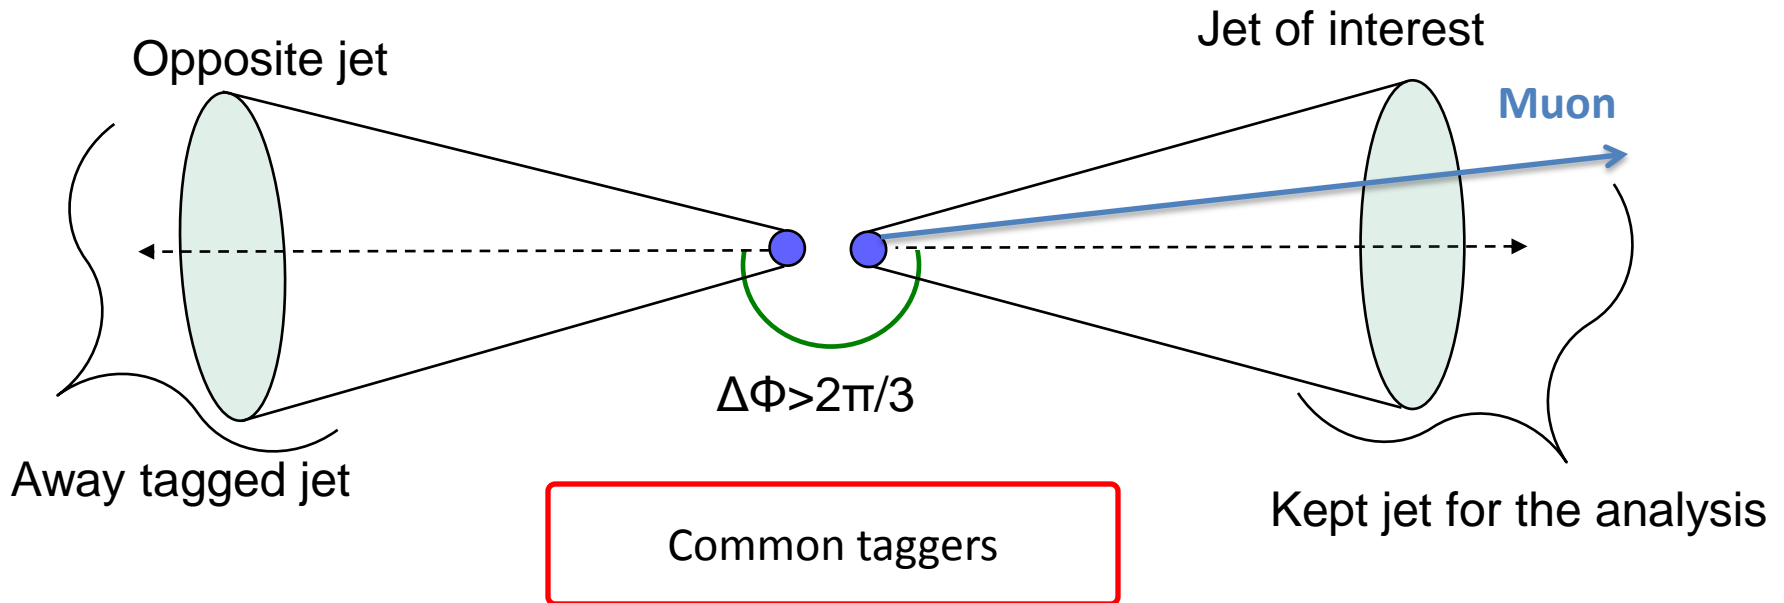 Opposite jet
Jet of interest
Muon
ΔΦ>2π/3
Away tagged jet
Kept jet for the analysis
Common taggers